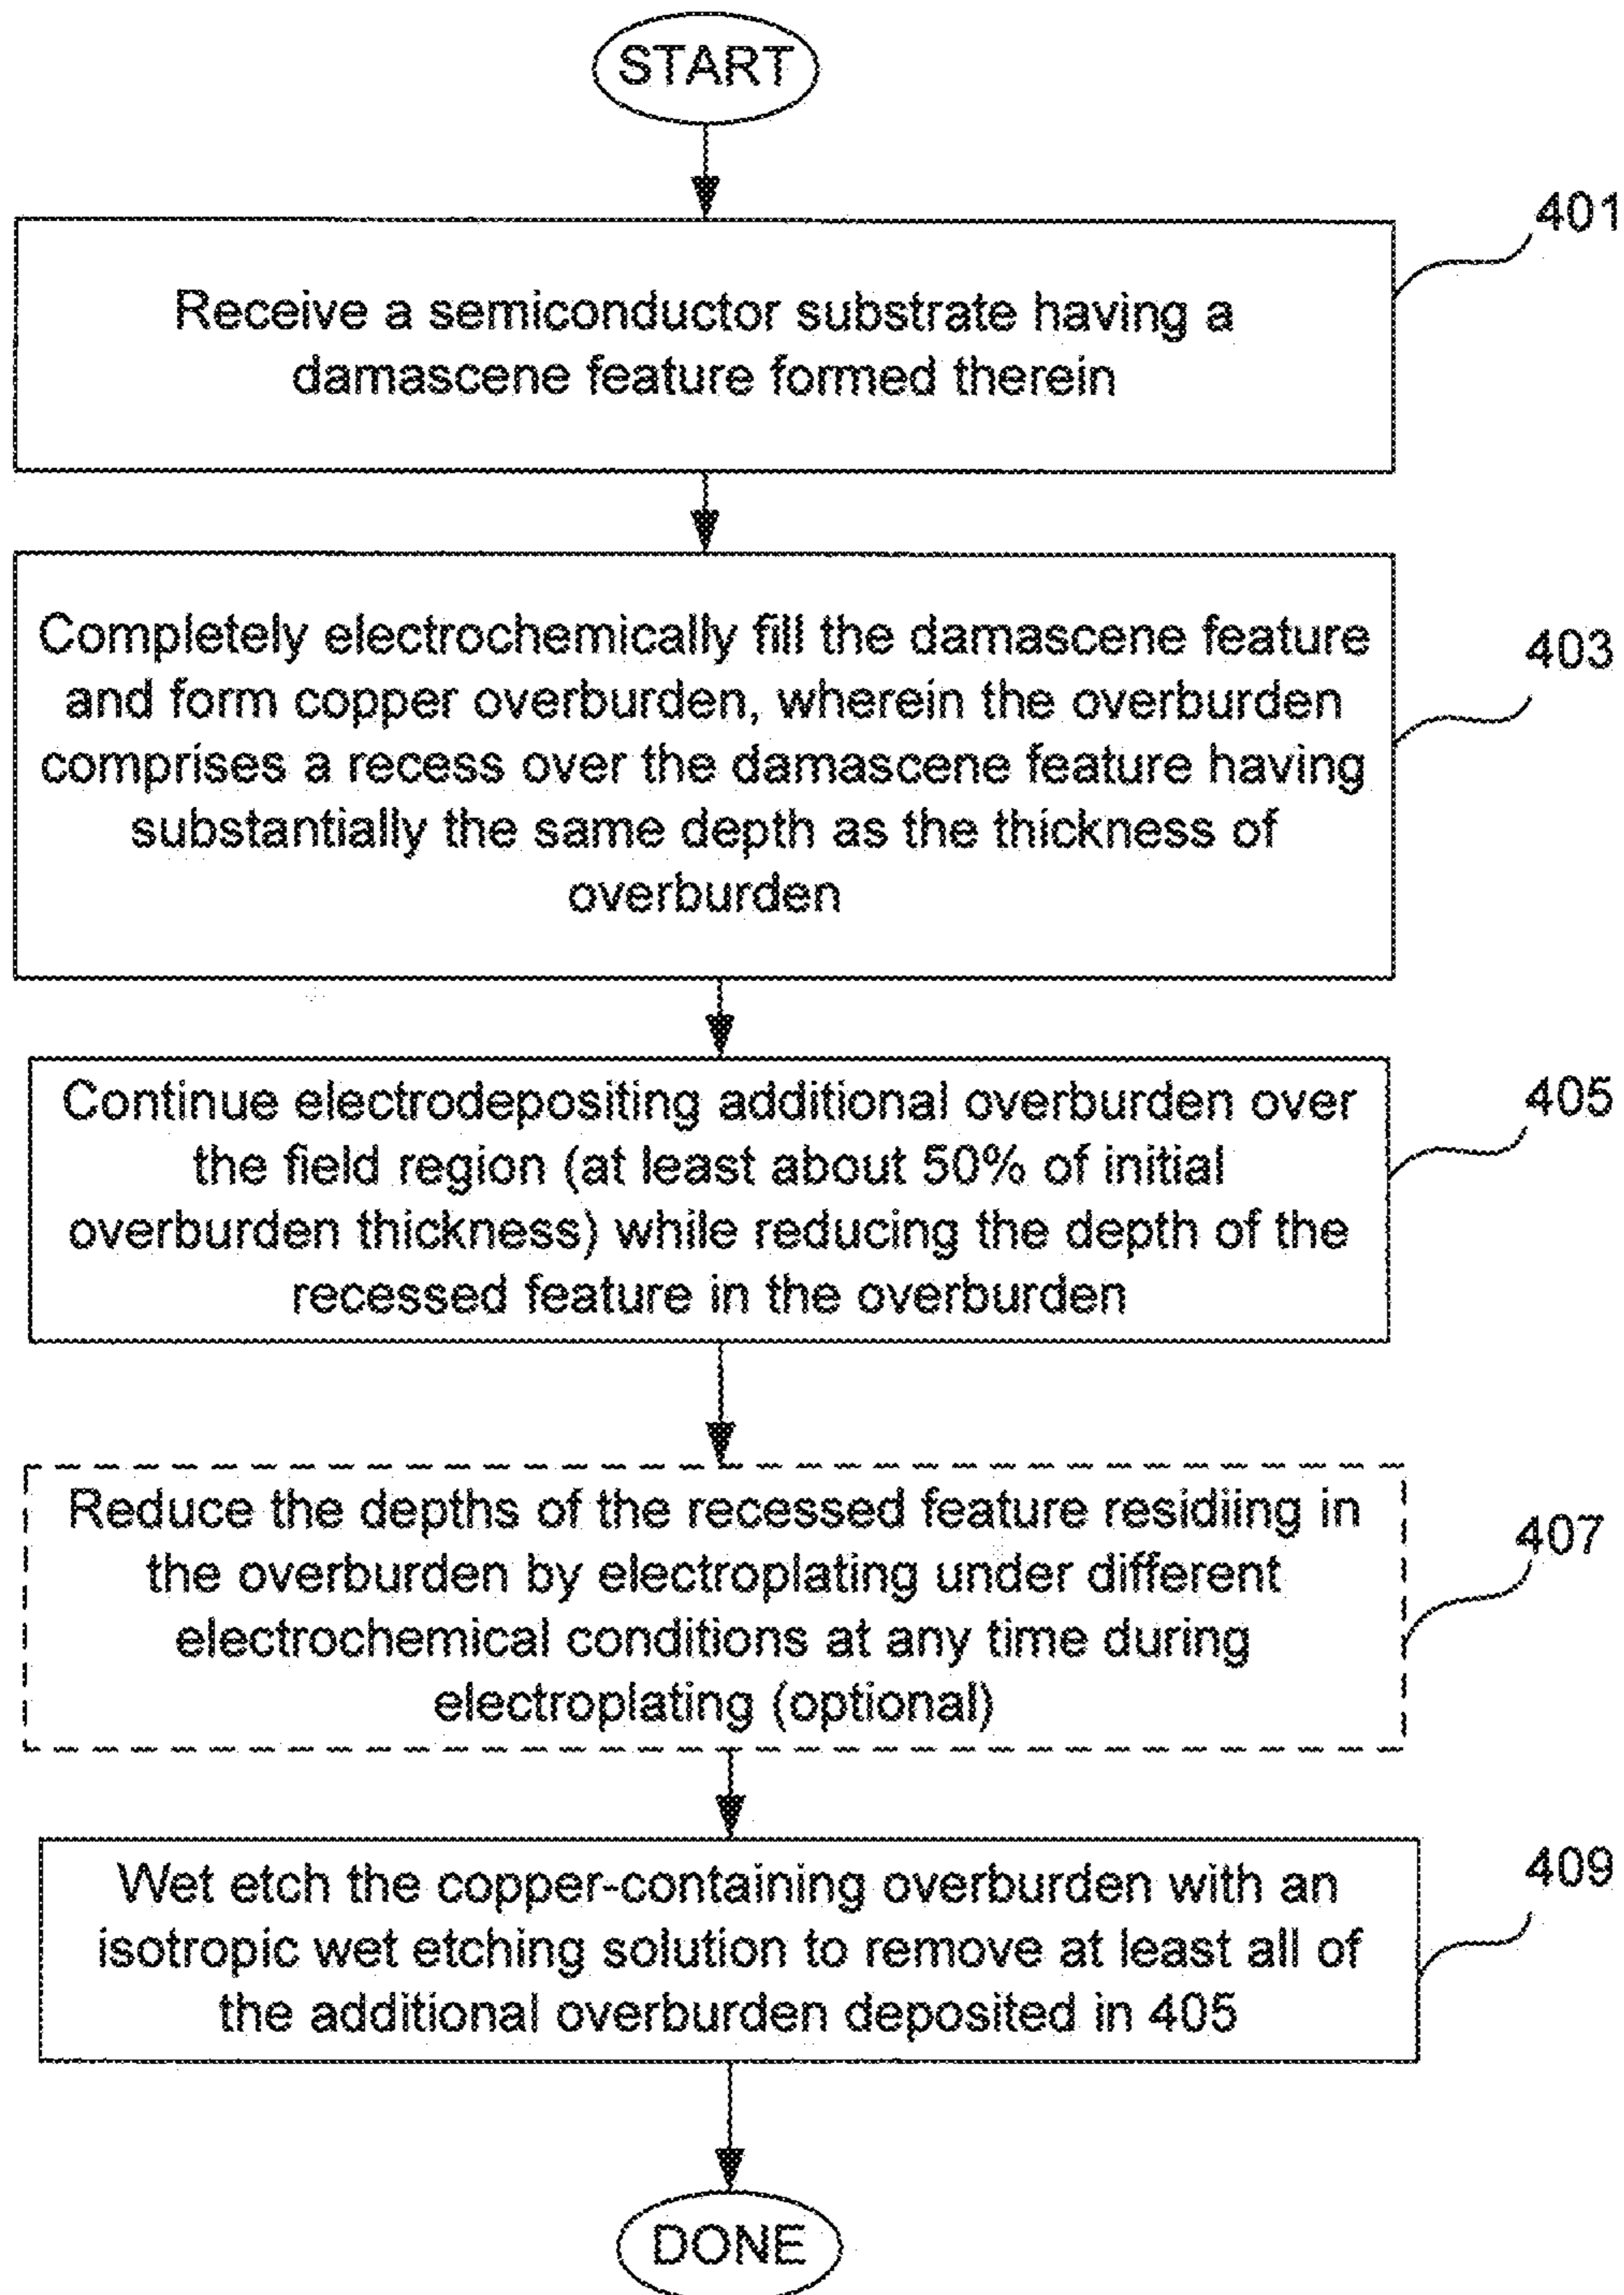 START
401
Receive a semiconductor substrate having a
damascene feature formed therein
Completely electrochemically fill the damascene feature
and form copper overburden, wherein the overburden
comprises a recess over the damascene feature having
substantially the same depth as the thickness of
overburden
403
Continue electrodepositing additional overburden over
the field region (at least about 50% of initial
overburden thickness) while reducing the depth of the
recessed feature in the overburden
405
Reduce the depths of the recessed feature residiing in
the overburden by electroplating under different
electrochemical conditions at any time during
electroplating (optional)
407
Wet etch the copper-containing overburden with an
isotropic wet etching solution to remove at least all of
the additional overburden deposited in 405
409
DONE